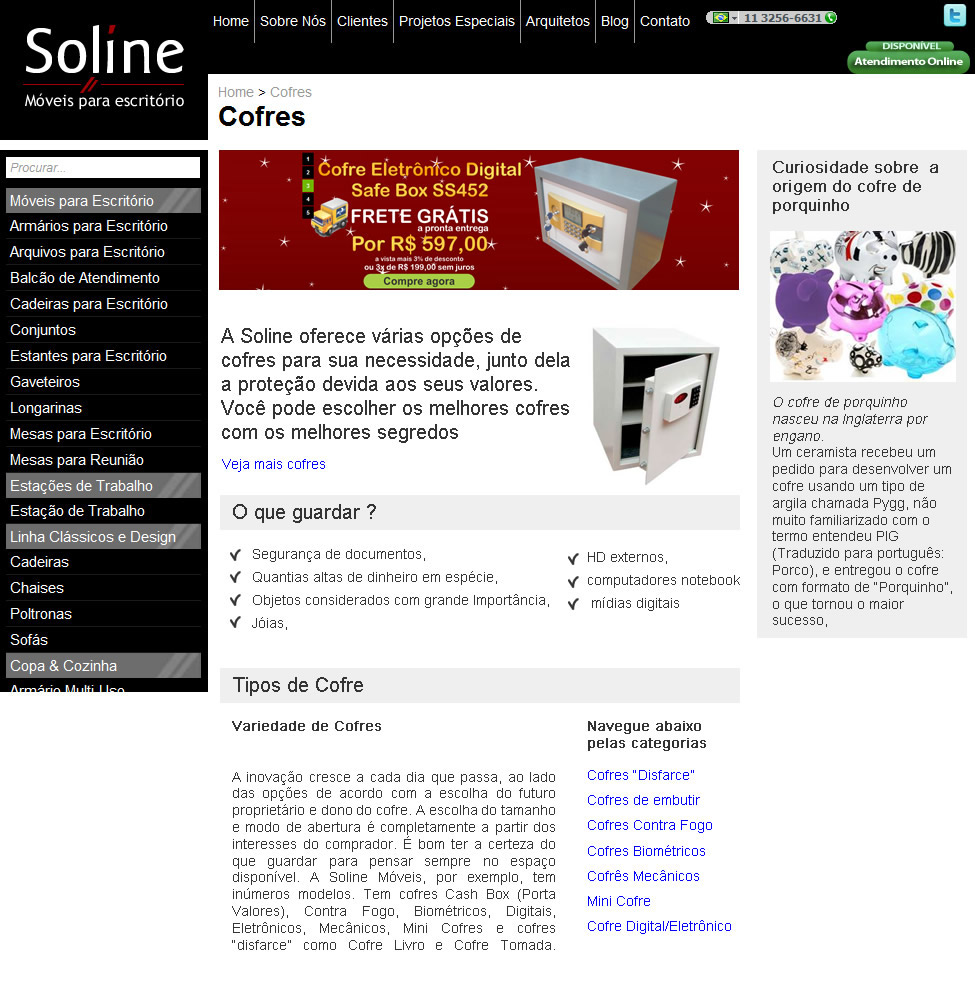 Soline
Móveis para escritório
Home Sobre Nós Clientes Projetos Especiais Arquitetos Blog Contato
11 3256-6631
DISPONÍVEL
Atendimento Online
Home > Cofres
Cofres
Procurar...
Móveis para Escritório
Armários para Escritório
Arquivos para Escritório
Balcão de Atendimento
Cadeiras para Escritório
Conjuntos
Estantes para Escritório
Gaveteiros
Longarinas
Mesas para Escritório
Mesas para Reunião
Estações de Trabalho
Estação de Trabalho
Linha Clássicos e Design
Cadeiras
Chaises
Poltronas
Sofás
Copa & Cozinha
Armário Multi Uso
1
2
3
4
5
Cofre Eletrônico Digital
Safe Box SS452
FRETE GRÁTIS
a pronta entrega
Por R$ 597,00
a vista mais 3% de desconto
ou 3x de R$ 199,00 sem juros
Compre agora
A Soline oferece várias opções de
cofres para sua necessidade, junto dela
a proteção devida aos seus valores.
Você pode escolher os melhores cofres
com os melhores segredos
Veja mais cofres
O que guardar ?
Segurança de documentos,
Quantias altas de dinheiro em espécie,
Objetos considerados com grande Importância,
Jóias,
HD externos,
computadores notebook
mídias digitais
Tipos de Cofre
Variedade de Cofres
A inovação cresce a cada dia que passa, ao lado
das opções de acordo com a escolha do futuro
proprietário e dono do cofre. A escolha do tamanho
e modo de abertura é completamente a partir dos
interesses do comprador. É bom ter a certeza do
que guardar para pensar sempre no espaço
disponível. A Soline Móveis, por exemplo, tem
inúmeros modelos. Tem cofres Cash Box (Porta
Valores), Contra Fogo, Biométricos, Digitais,
Eletrônicos, Mecânicos, Mini Cofres e cofres
"disfarce" como Cofre Livro e Cofre Tomada.
Navegue abaixo
pelas categorias
Cofres "Disfarce"
Cofres de embutir
Cofres Contra Fogo
Cofres Biométricos
Cofrês Mecânicos
Mini Cofre
Cofre Digital/Eletrônico
Curiosidade sobre a
origem do cofre de
porquinho
O cofre de porquinho
nasceu na Inglaterra por
engano.
Um ceramista recebeu um
pedido para desenvolver um
cofre usando um tipo de
argila chamada Pygg, não
muito familiarizado com o
termo entendeu PIG
(Traduzido para português:
Porco), e entregou o cofre
com formato de "Porquinho",
o que tornou o maior
sucesso,